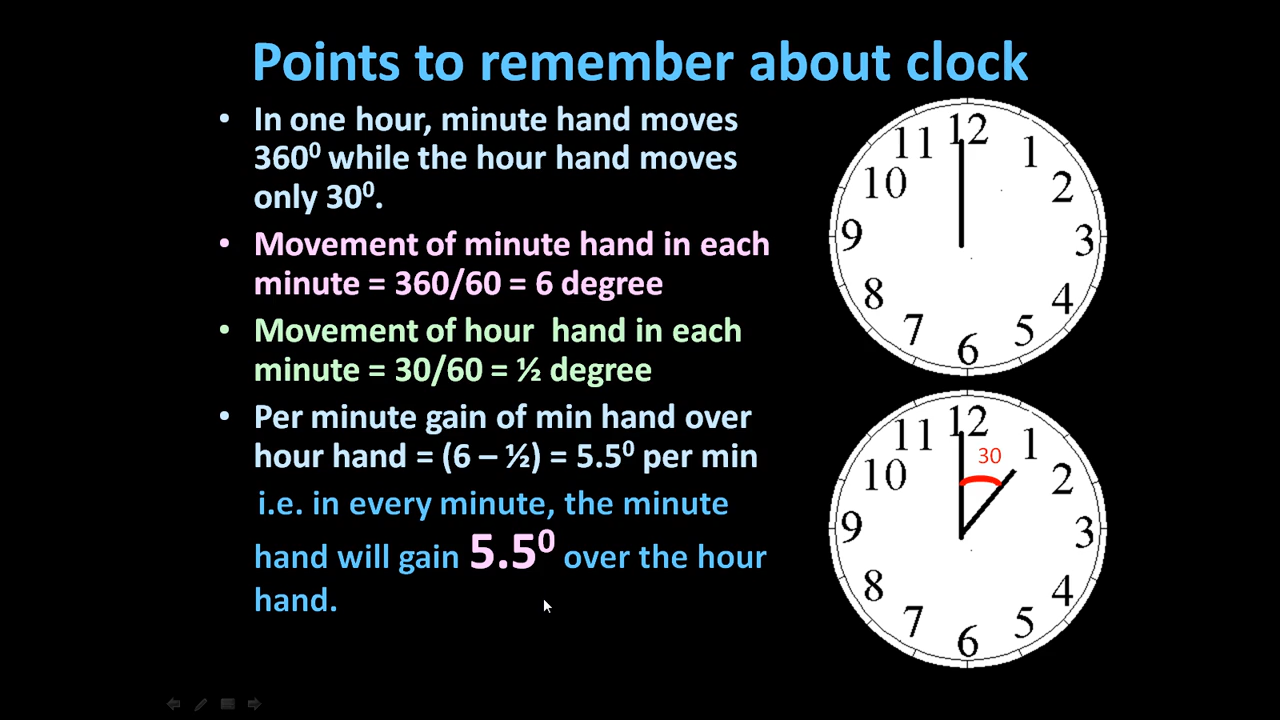 Points to remember about clock
• In one hour, minute hand moves
360⁰ while the hour hand moves
only 30⁰.
• Movement of minute hand in each
minute = 360/60 = 6 degree
• Movement of hour  hand in each
minute = 30/60 = ½ degree
• Per minute gain of min hand over
hour hand = (6 – ½) = 5.5⁰ per min
i.e. in every minute, the minute
hand will gain 5.5⁰ over the hour
hand.
12
11 1
10 2
9 3
8 4
7 5
6
12
11 1
30
10 2
9 3
8 4
7 5
6